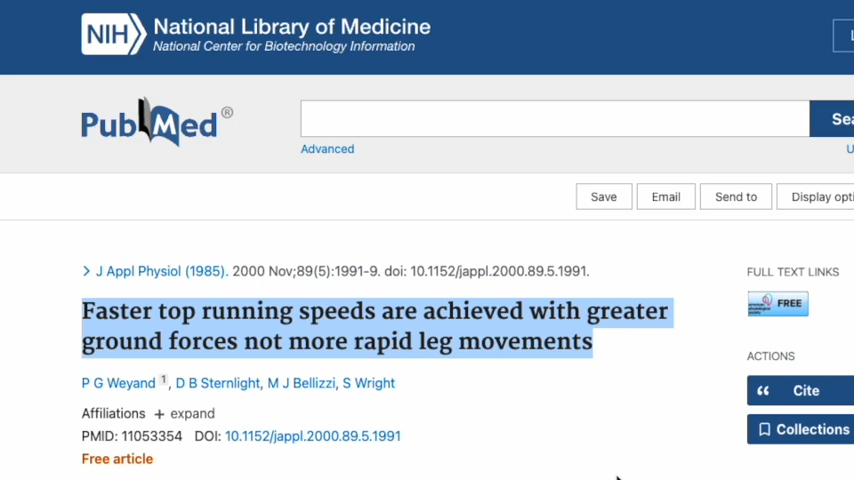 NIH National Library of Medicine
National Center for Biotechnology Information
PubMed®
Advanced
Save
Email
Send to
J Appl Physiol (1985). 2000 Nov;89(5):1991-9. doi: 10.1152/jappl.2000.89.5.1991.
Faster top running speeds are achieved with greater
ground forces not more rapid leg movements
P G Weyand 1, D B Sternlight, M J Bellizzi, S Wright
Affiliations + expand
PMID: 11053354 DOI: 10.1152/jappl.2000.89.5.1991
Free article
FULL TEXT LINKS
FREE
ACTIONS
Cite
Collections